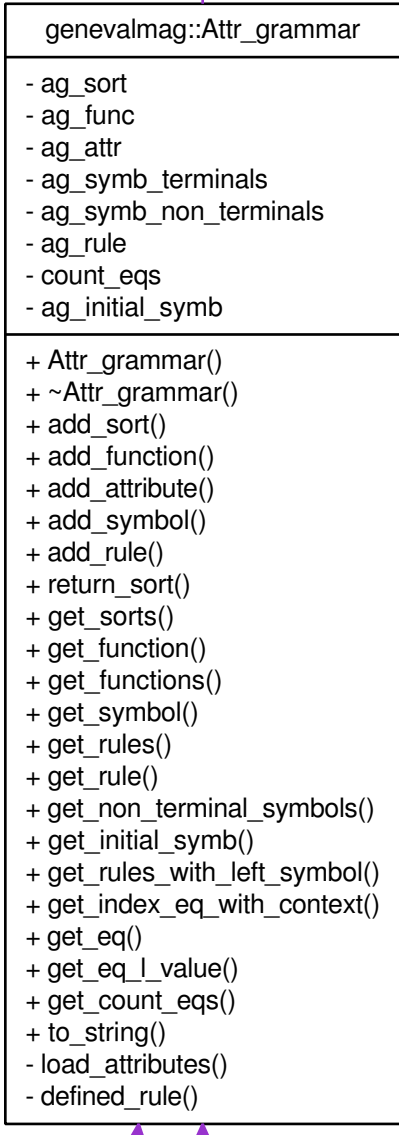 genevalmag::Attr_grammar
- ag_sort
- ag_func
- ag_attr
- ag_symb_terminals
- ag_symb_non_terminals
- ag_rule
- count_eqs
- ag_initial_symb
+ Attr_grammar()
+ ~Attr_grammar()
+ add_sort()
+ add_function()
+ add_attribute()
+ add_symbol()
+ add_rule()
+ return_sort()
+ get_sorts()
+ get_function()
+ get_functions()
+ get_symbol()
+ get_rules()
+ get_rule()
+ get_non_terminal_symbols()
+ get_initial_symb()
+ get_rules_with_left_symbol()
+ get_index_eq_with_context()
+ get_eq()
+ get_eq_l_value()
+ get_count_eqs()
+ to_string()
- load_attributes()
- defined_rule()